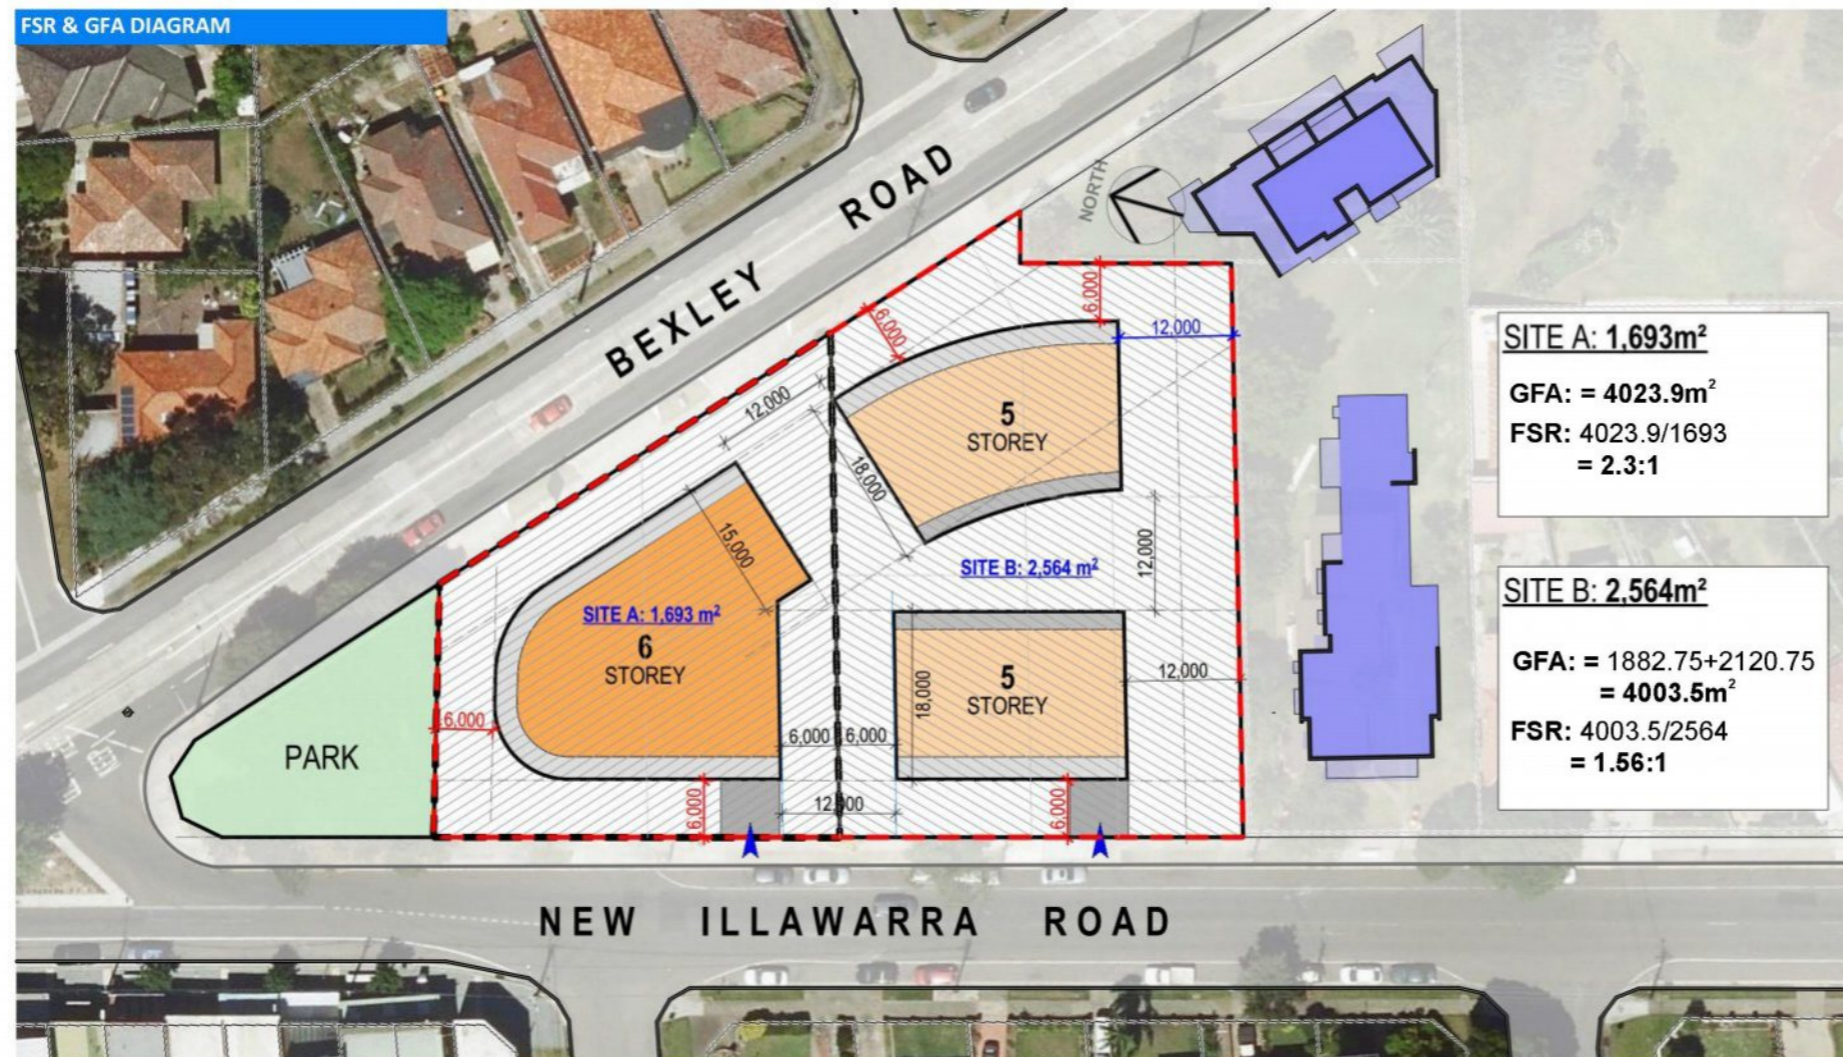 FSR & GFA DIAGRAM
BEXLEY ROAD
NORTH
6,000
12,000
6,000
12,000
5
STOREY
18,000
15,000
SITE B: 2,564 m²
12,000
SITE A: 1,693 m²
6
STOREY
5
STOREY
18,000
12,000
6,000
6,000
6,000
PARK
6,000
12,000
6,000
NEW ILLAWARRA ROAD
SITE A: 1,693m²
GFA: = 4023.9m²
FSR: 4023.9/1693
= 2.3:1
SITE B: 2,564m²
GFA: = 1882.75+2120.75
= 4003.5m²
FSR: 4003.5/2564
= 1.56:1